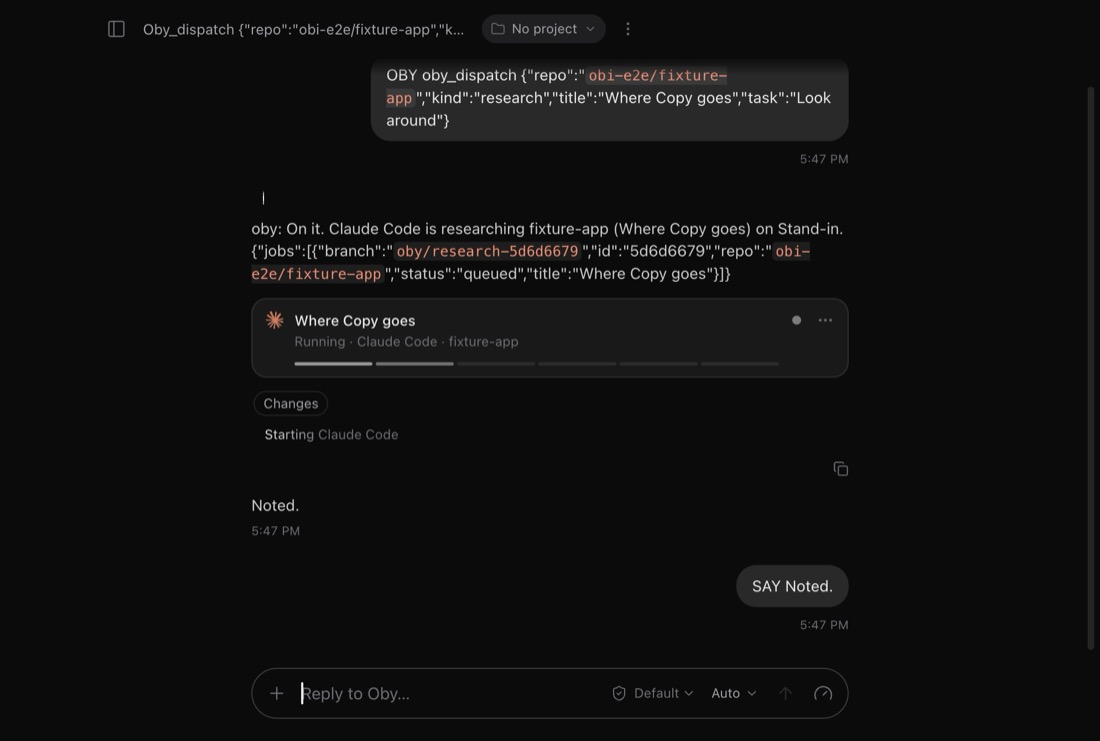 Oby_dispatch {"repo":"obi-e2e/fixture-app","k...
No project
OBY oby_dispatch {"repo":"obi-e2e/fixture-
app","kind":"research","title":"Where Copy goes","task":"Look
around"}
5:47 PM
oby: On it. Claude Code is researching fixture-app (Where Copy goes) on Stand-in.
{"jobs":[{"branch":"oby/research-5d6d6679","id":"5d6d6679","repo":"obi-
e2e/fixture-app","status":"queued","title":"Where Copy goes"}]}
Where Copy goes
Running · Claude Code · fixture-app
Changes
Starting Claude Code
Noted.
5:47 PM
SAY Noted.
5:47 PM
Reply to Oby...
Default
Auto